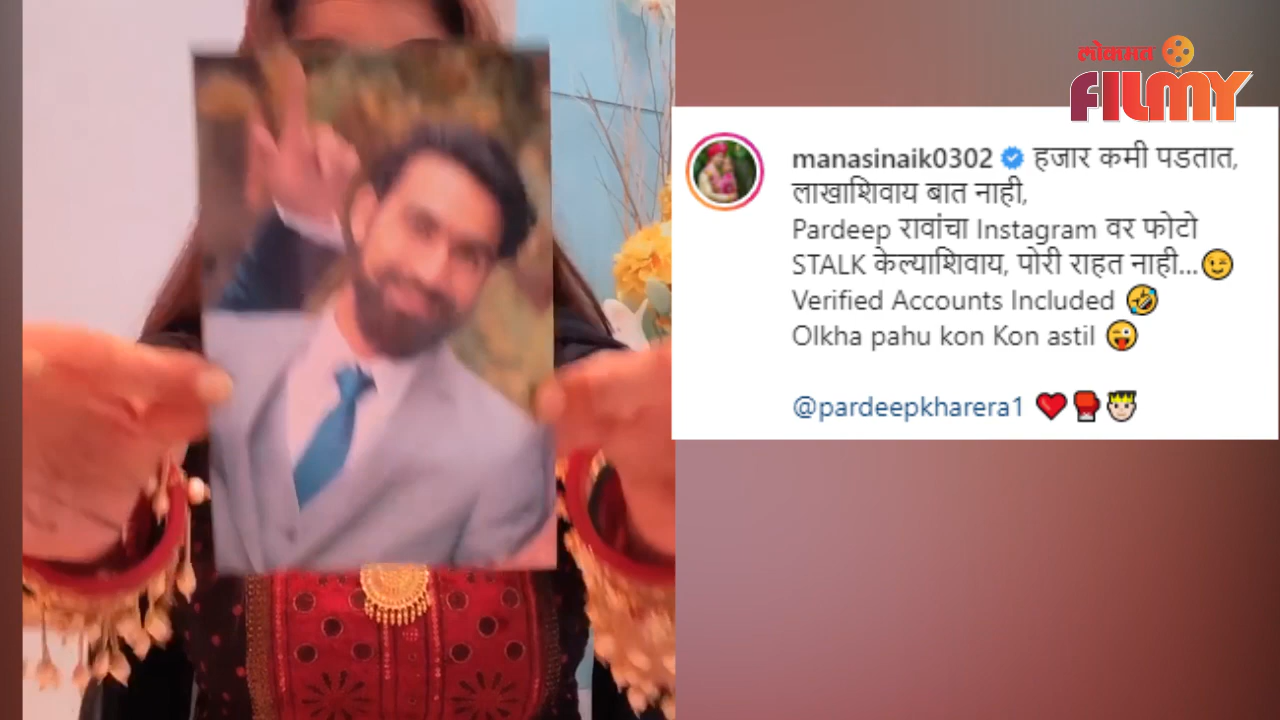 लोकमत
FILMY
manasinaik0302 हजार कमी पडतात,
लाखाशिवाय बात नाही,
Pardeep रावांचा Instagram वर फोटो
STALK केल्याशिवाय, पोरी राहत नाही...😉
Verified Accounts Included 🤣
Olkha pahu kon Kon astil 😜
@pardeepkharera1 ❤️🥊🤴🏻